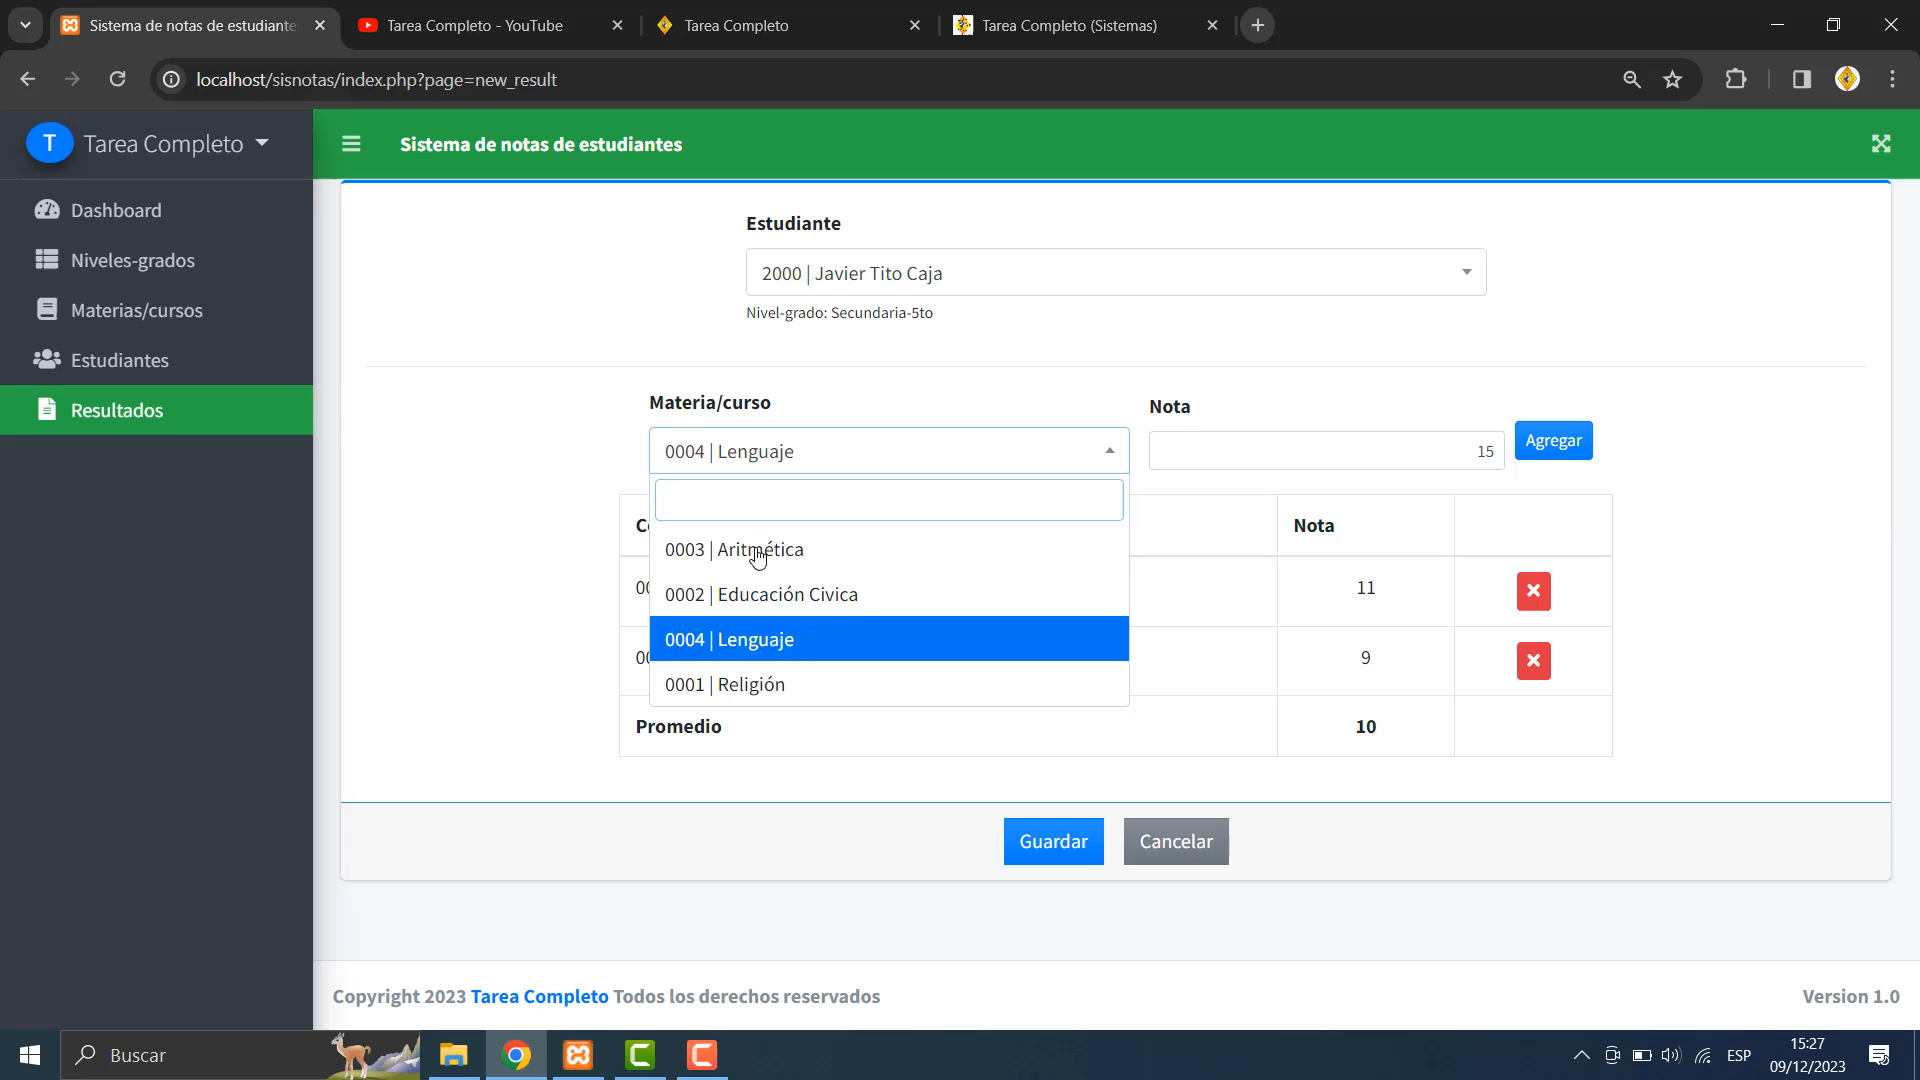 Sistema de notas de estudiante
Tarea Completo - YouTube
Tarea Completo
Tarea Completo (Sistemas)
localhost/sisnotas/index.php?page=new_result
T
Tarea Completo
Sistema de notas de estudiantes
Dashboard
Niveles-grados
Materias/cursos
Estudiantes
Resultados
Estudiante
2000 | Javier Tito Caja
Nivel-grado: Secundaria-5to
Materia/curso
Nota
0004 | Lenguaje
15
Agregar
Nota
0003 | Aritmética
0002 | Educación Civica
11
0004 | Lenguaje
9
0001 | Religión
Promedio
10
Guardar
Cancelar
Copyright 2023 Tarea Completo Todos los derechos reservados
Version 1.0
Buscar
ESP
15:27
09/12/2023